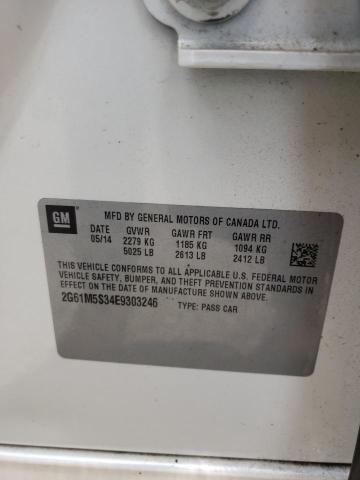 GM
MFD BY GENERAL MOTORS OF CANADA LTD.
DATE GVWR GAWR FRT GAWR RR
05/14 2279 KG 1185 KG 1094 KG
5025 LB 2613 LB 2412 LB
THIS VEHICLE CONFORMS TO ALL APPLICABLE U.S. FEDERAL MOTOR
VEHICLE SAFETY, BUMPER, AND THEFT PREVENTION STANDARDS IN
EFFECT ON THE DATE OF MANUFACTURE SHOWN ABOVE.
2G61M5S34E9303246 TYPE: PASS CAR